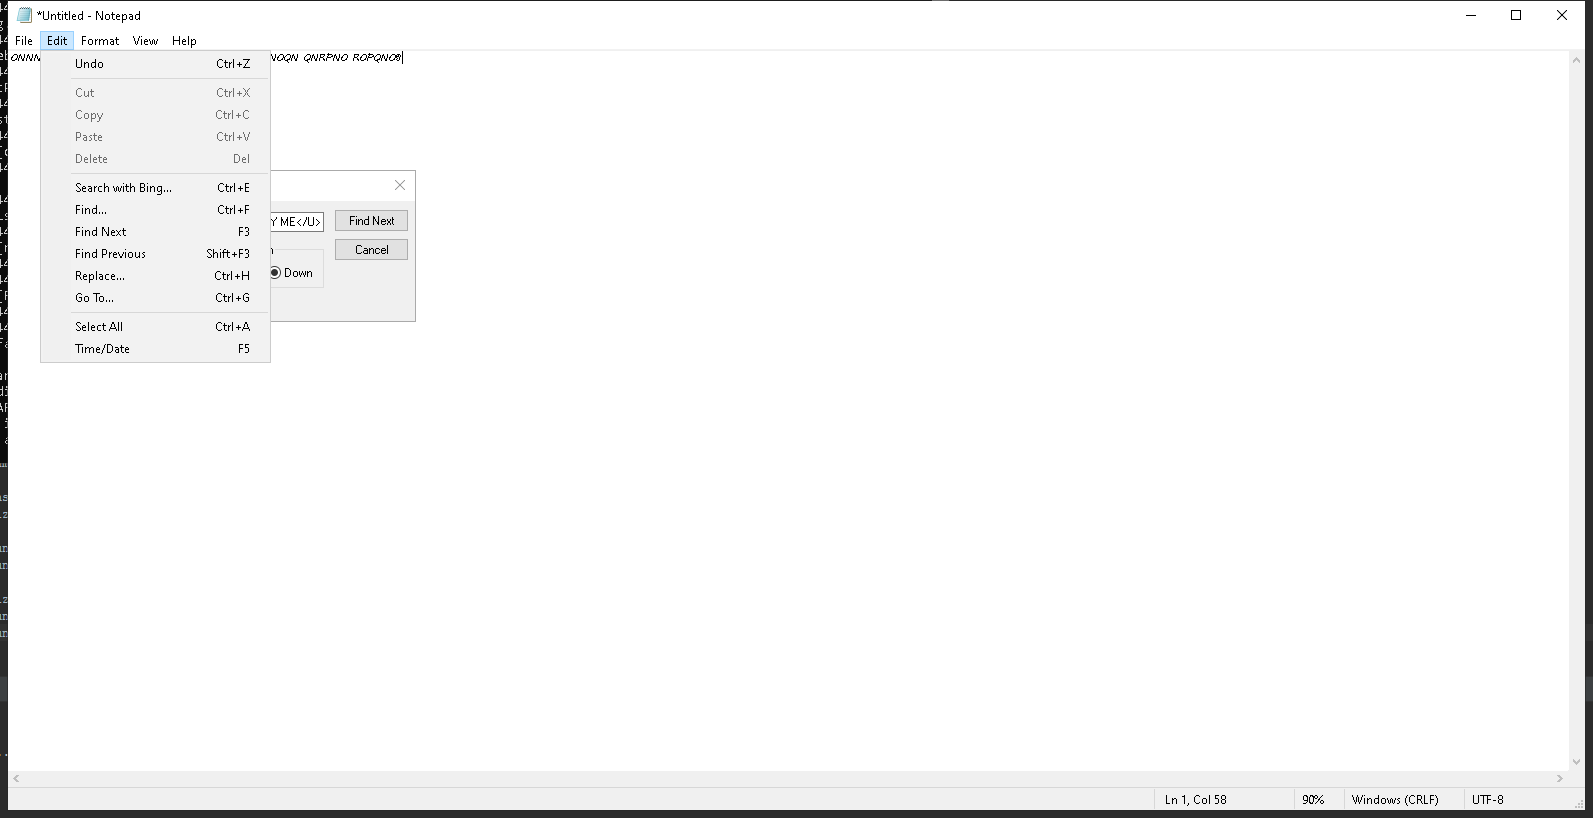 *Untitled - Notepad
File Edit Format View Help
ONNN NOQN QNRPNO ROPQNO9
Undo Ctrl+Z
Cut Ctrl+X
Copy Ctrl+C
Paste Ctrl+V
Delete Del
Search with Bing... Ctrl+E
Find... Ctrl+F
Find Next F3
Find Previous Shift+F3
Replace... Ctrl+H
Go To... Ctrl+G
Select All Ctrl+A
Time/Date F5
Y ME</U> Find Next
Cancel
Down
Ln 1, Col 58 90% Windows (CRLF) UTF-8